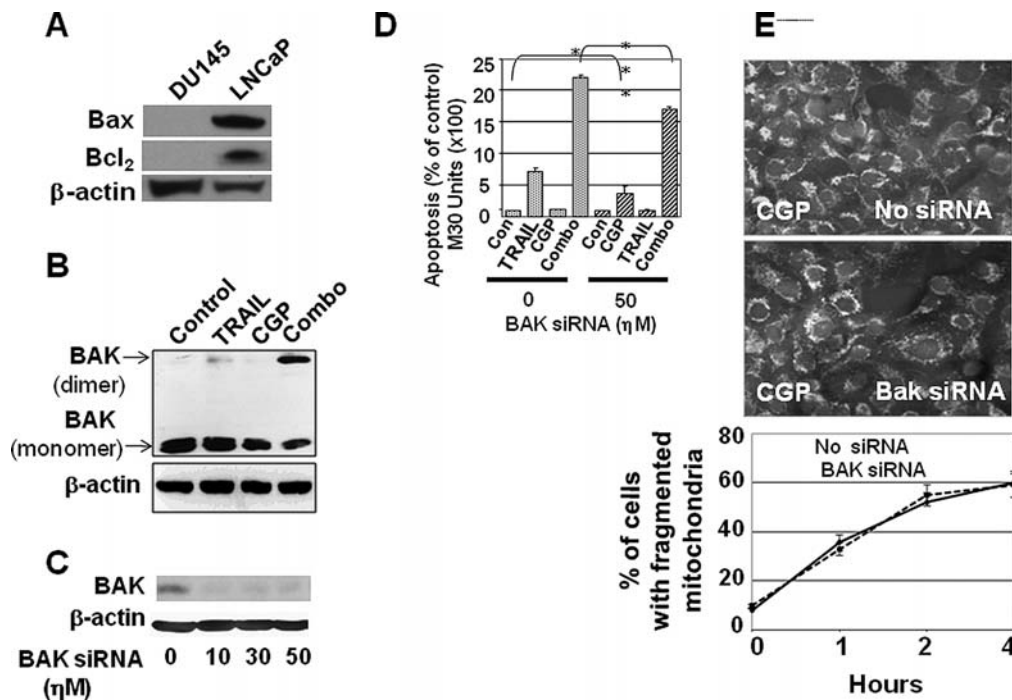 A
DU145
LNCaP
Bax
Bcl2
β-actin
B
Control
TRAIL
CGP
Combo
BAK
(dimer)
BAK
(monomer)
β-actin
C
BAK
β-actin
BAK siRNA 0 10 30 50
(ηM)
D
* *
*
*
25
20
15
10
5
0
Apoptosis (% of control)
M30 Units (x100)
Con TRAIL CGP Combo Con CGP TRAIL Combo
0 50
BAK siRNA (ηM)
E
CGP No siRNA
CGP Bak siRNA
80
60
40
20
0
% of cells
with fragmented
mitochondria
No siRNA
BAK siRNA
0 1 2 4
Hours